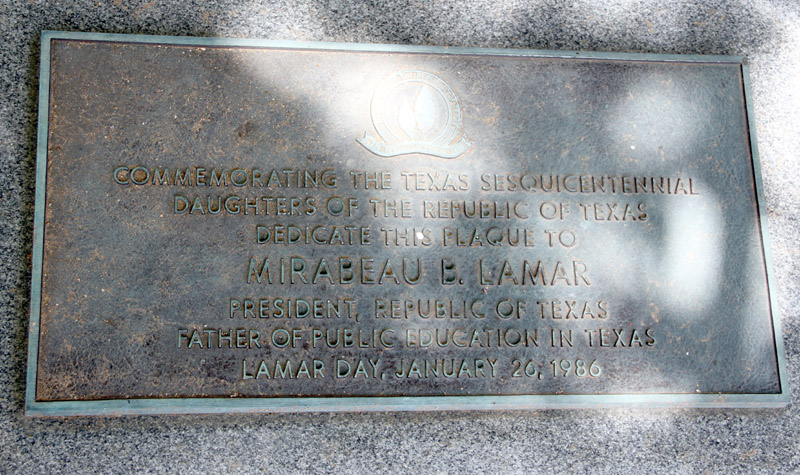 COMMEMORATING THE TEXAS SESQUICENTENNIAL
DAUGHTERS OF THE REPUBLIC OF TEXAS
DEDICATE THIS PLAQUE TO
MIRABEAU B. LAMAR
PRESIDENT, REPUBLIC OF TEXAS
FATHER OF PUBLIC EDUCATION IN TEXAS
LAMAR DAY, JANUARY 26, 1986